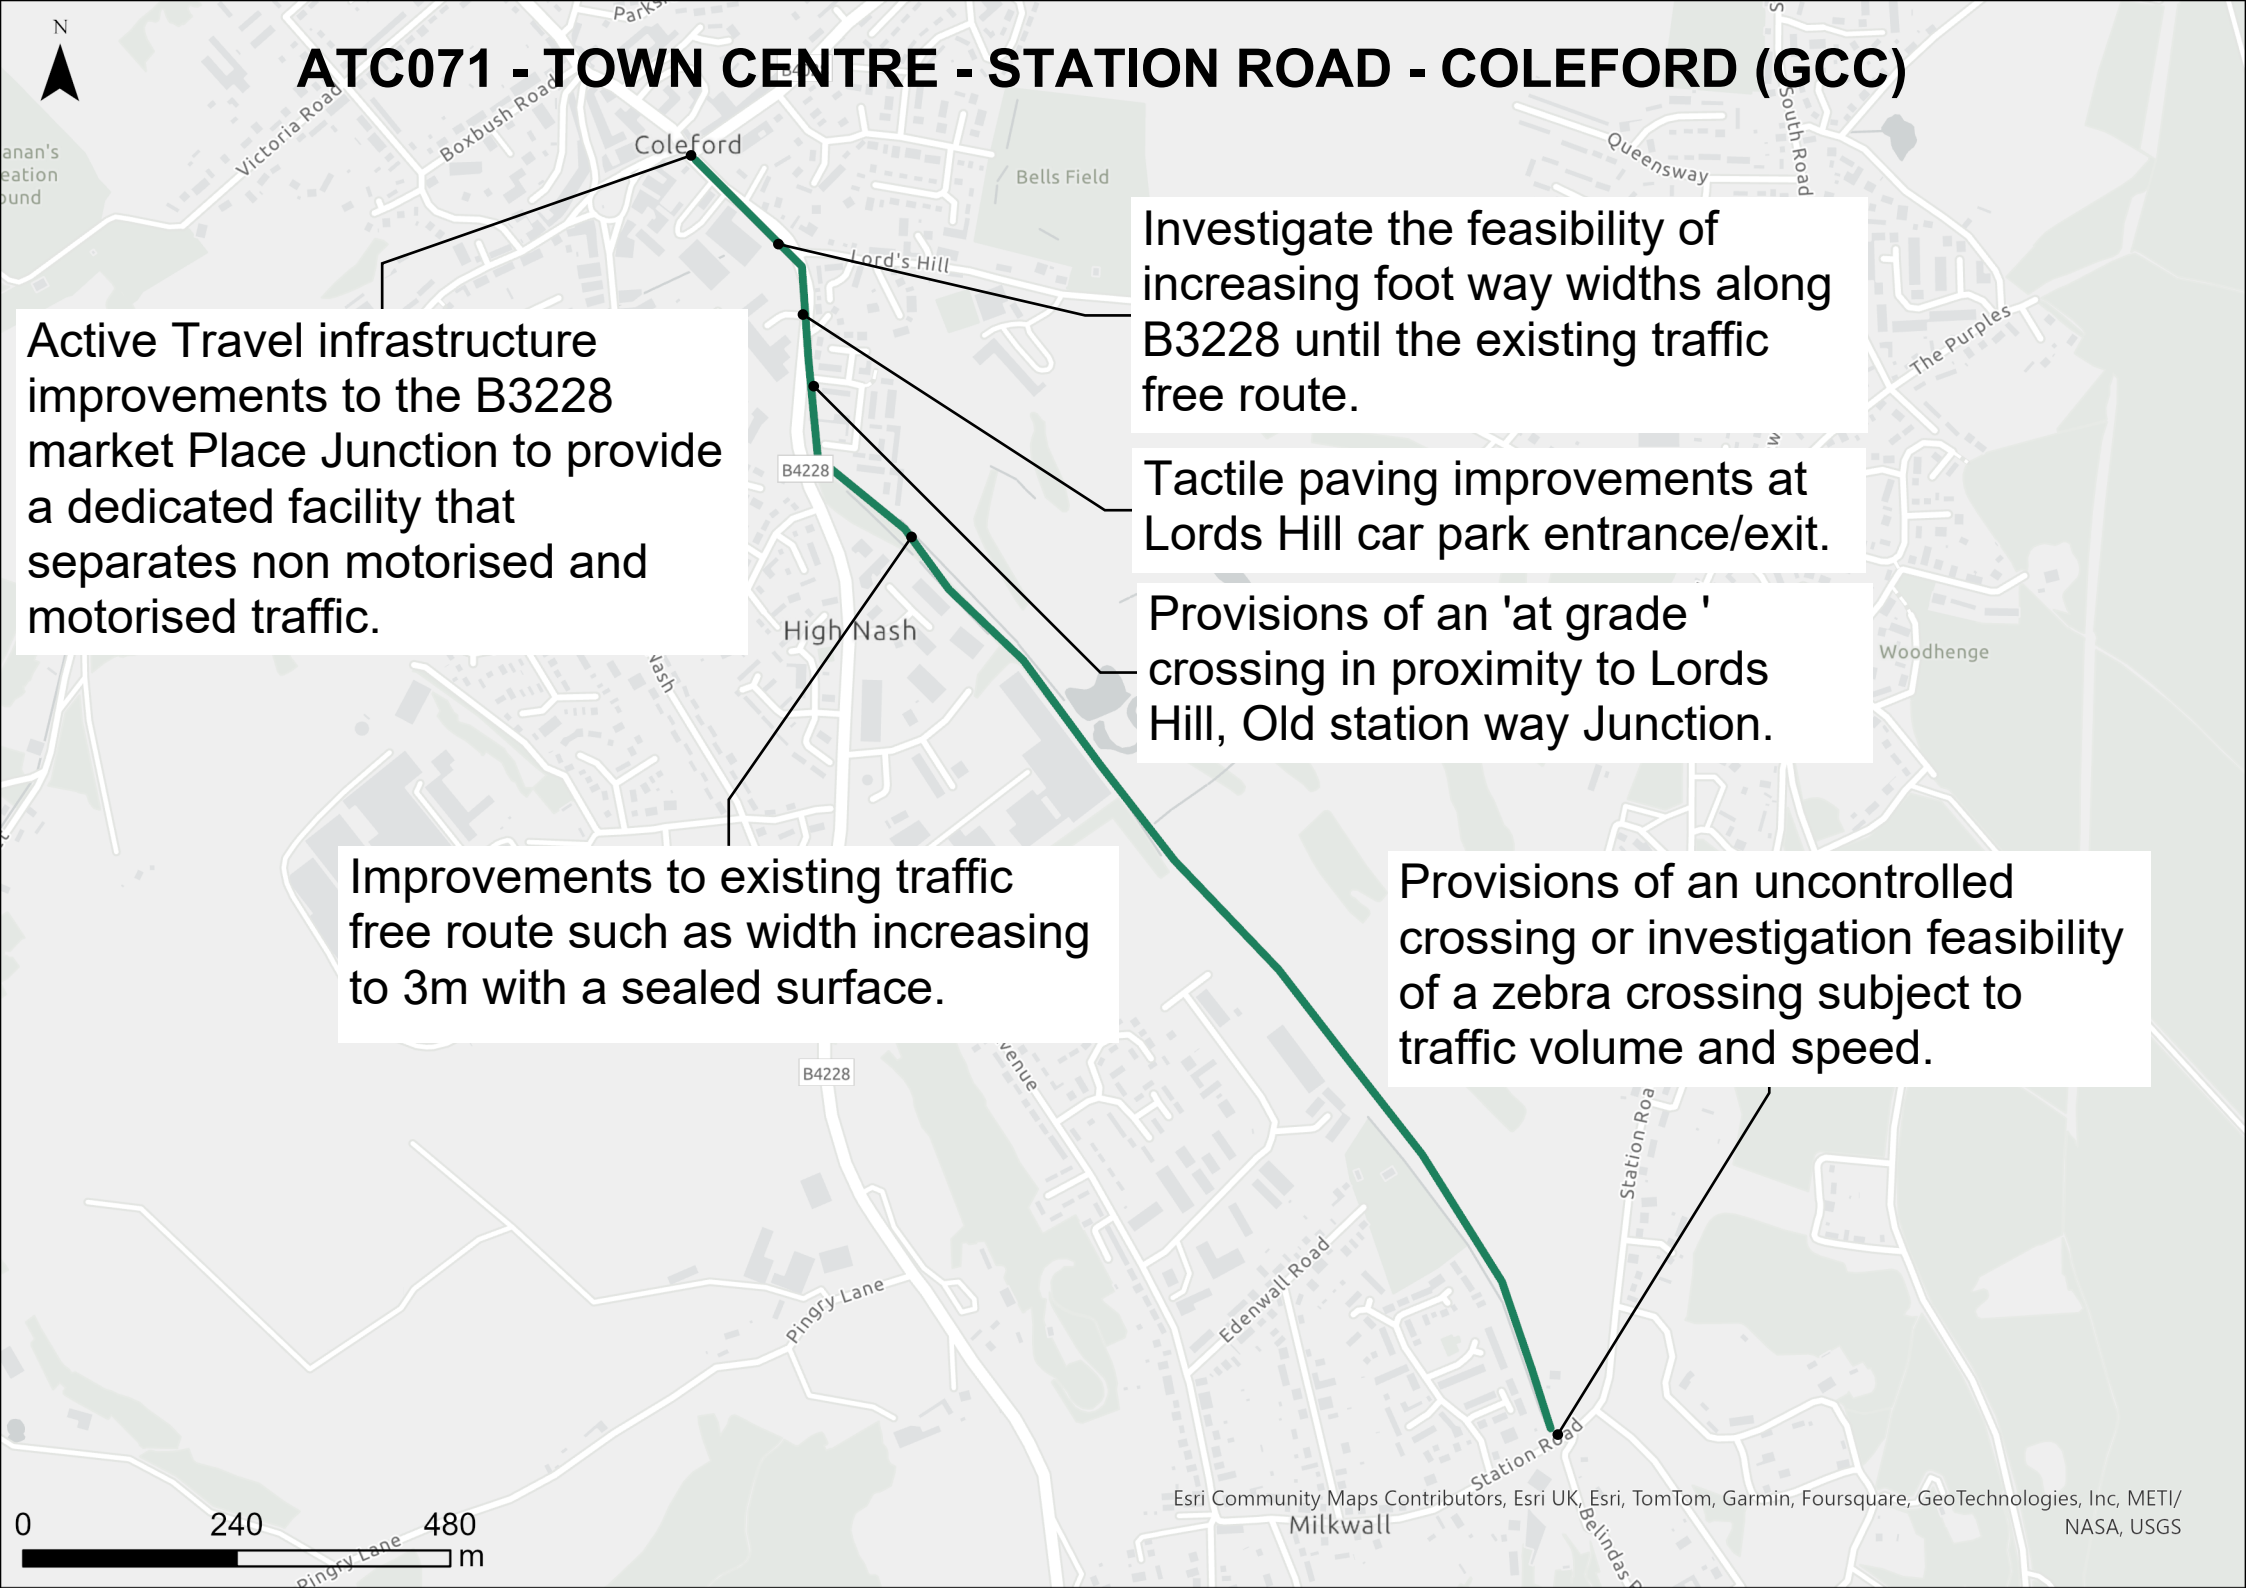 N
ATC071 - TOWN CENTRE - STATION ROAD - COLEFORD (GCC)
Victoria Road
Boxbush Road
Coleford
Bells Field
Queensway
South Road
Lord's Hill
The Purples
Investigate the feasibility of
increasing foot way widths along
B3228 until the existing traffic
free route.
Active Travel infrastructure
improvements to the B3228
market Place Junction to provide
a dedicated facility that
separates non motorised and
motorised traffic.
B4228
Tactile paving improvements at
Lords Hill car park entrance/exit.
Provisions of an 'at grade '
crossing in proximity to Lords
Hill, Old station way Junction.
High Nash
Woodhenge
Improvements to existing traffic
free route such as width increasing
to 3m with a sealed surface.
Provisions of an uncontrolled
crossing or investigation feasibility
of a zebra crossing subject to
traffic volume and speed.
B4228
Station Roa
Edenwall Road
Pingry Lane
Station Road
Milkwall
Pingry Lane
Esri Community Maps Contributors, Esri UK, Esri, TomTom, Garmin, Foursquare, GeoTechnologies, Inc, METI/
NASA, USGS
0 240 480
m